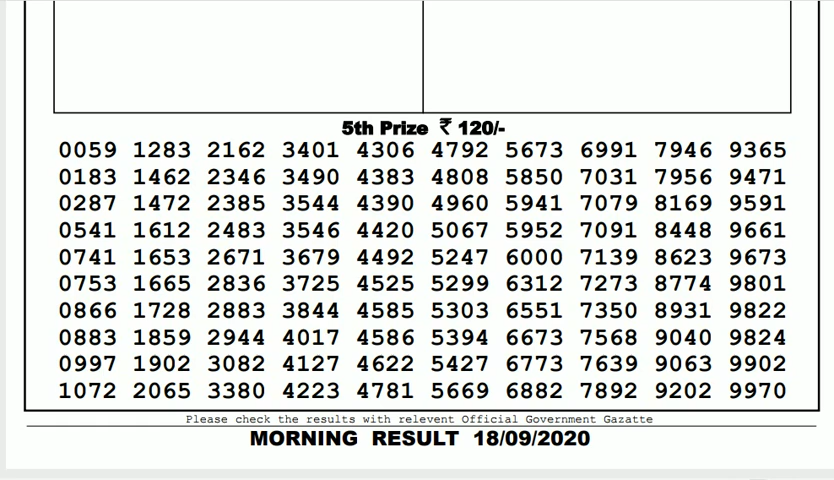 5th Prize ₹ 120/-
0059 1283 2162 3401 4306 4792 5673 6991 7946 9365
0183 1462 2346 3490 4383 4808 5850 7031 7956 9471
0287 1472 2385 3544 4390 4960 5941 7079 8169 9591
0541 1612 2483 3546 4420 5067 5952 7091 8448 9661
0741 1653 2671 3679 4492 5247 6000 7139 8623 9673
0753 1665 2836 3725 4525 5299 6312 7273 8774 9801
0866 1728 2883 3844 4585 5303 6551 7350 8931 9822
0883 1859 2944 4017 4586 5394 6673 7568 9040 9824
0997 1902 3082 4127 4622 5427 6773 7639 9063 9902
1072 2065 3380 4223 4781 5669 6882 7892 9202 9970
Please check the results with relevent Official Government Gazatte
MORNING RESULT 18/09/2020